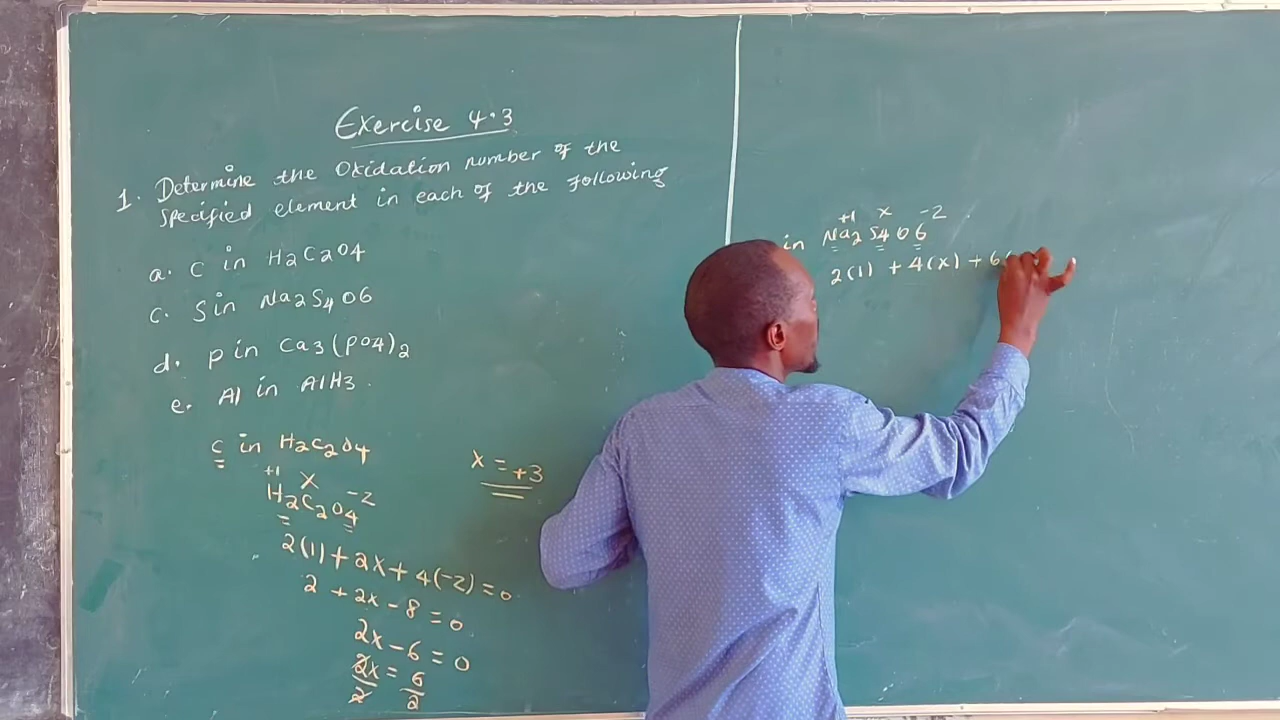 Exercise 4.3
1. Determine the Oxidation number of the
specified element in each of the following
a. C in H2C2O4
c. S in Na2S4O6
d. P in Ca3(PO4)2
e. Al in AlH3.
C in H2C2O4
+1 x -2
H2C2O4
2(1)+2x+4(-2)=0
2+2x-8=0
2x-6=0
2x=6
2 2
x=+3
+1 x -2
in Na2S4O6
2(1)+4(x)+6(